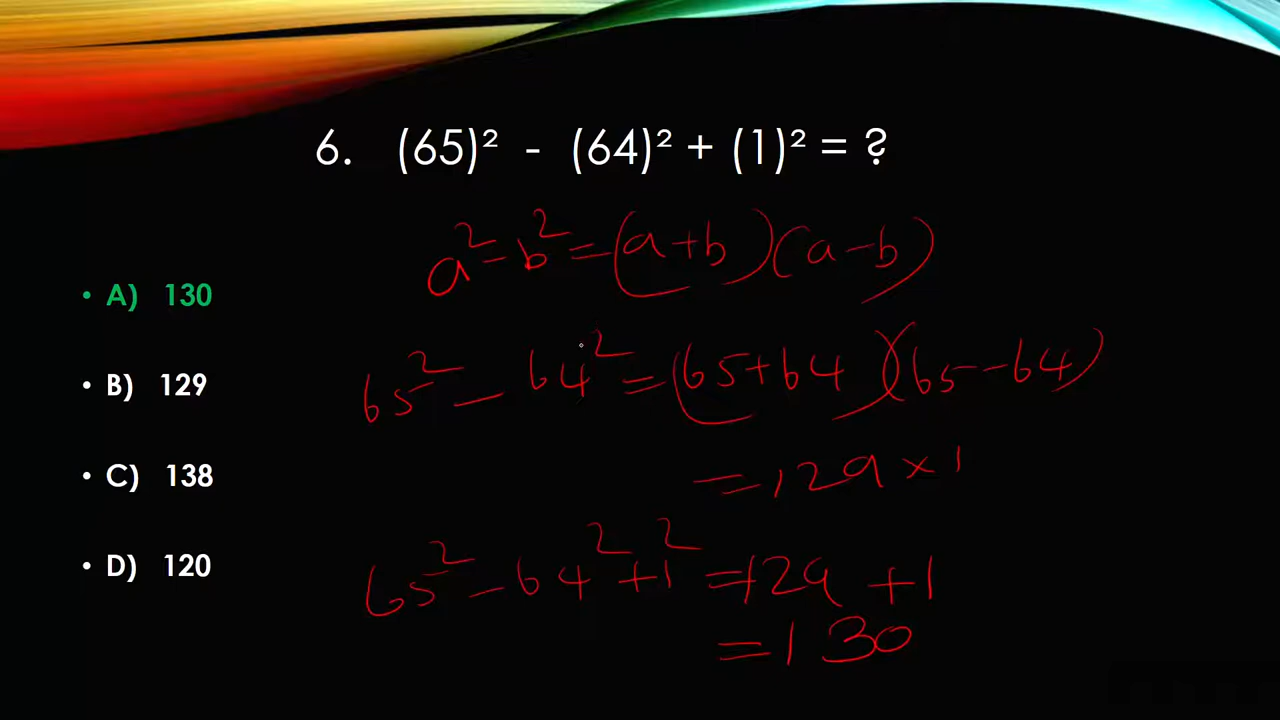 6. (65)² - (64)² + (1)² = ?
a² = b² = (a+b)(a-b)
• A) 130
65² - 64² = (65+64)(65-64)
• B) 129
= 129 × 1
• C) 138
65² - 64² + 1² = 129 + 1
• D) 120
= 130